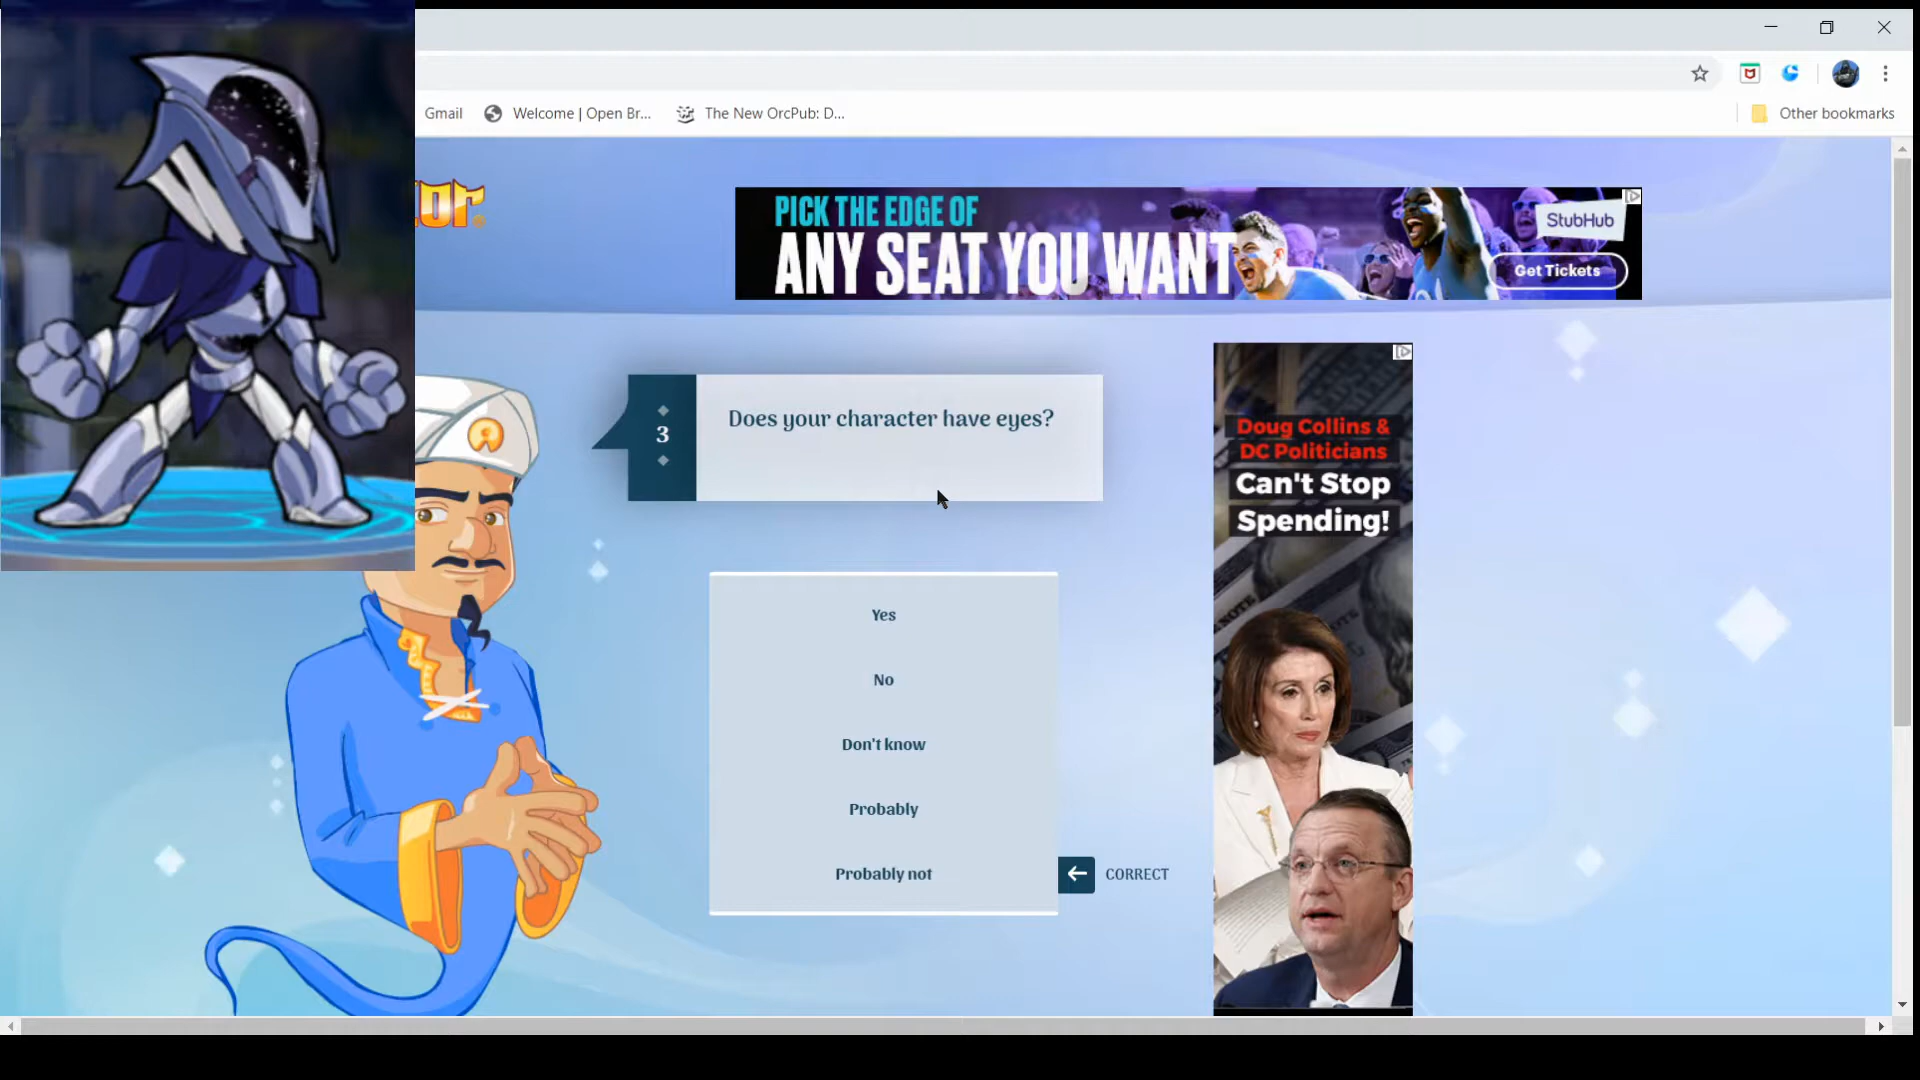 Gmail
Welcome | Open Br...
The New OrcPub: D...
Other bookmarks
tor
PICK THE EDGE OF
ANY SEAT YOU WANT
StubHub
Get Tickets
3
Does your character have eyes?
Yes
No
Don't know
Probably
Probably not
CORRECT
Doug Collins &
DC Politicians
Can't Stop
Spending!